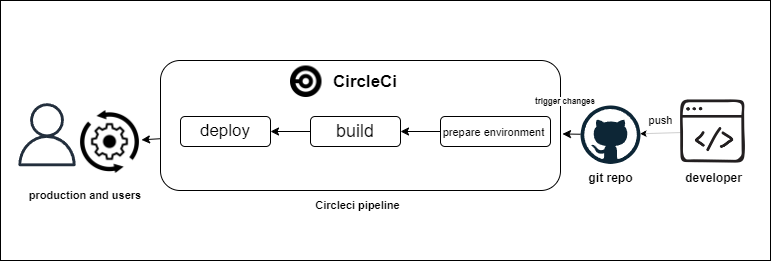 CircleCi
trigger changes
deploy
build
prepare environment
push
</>
production and users
git repo
developer
Circleci pipeline